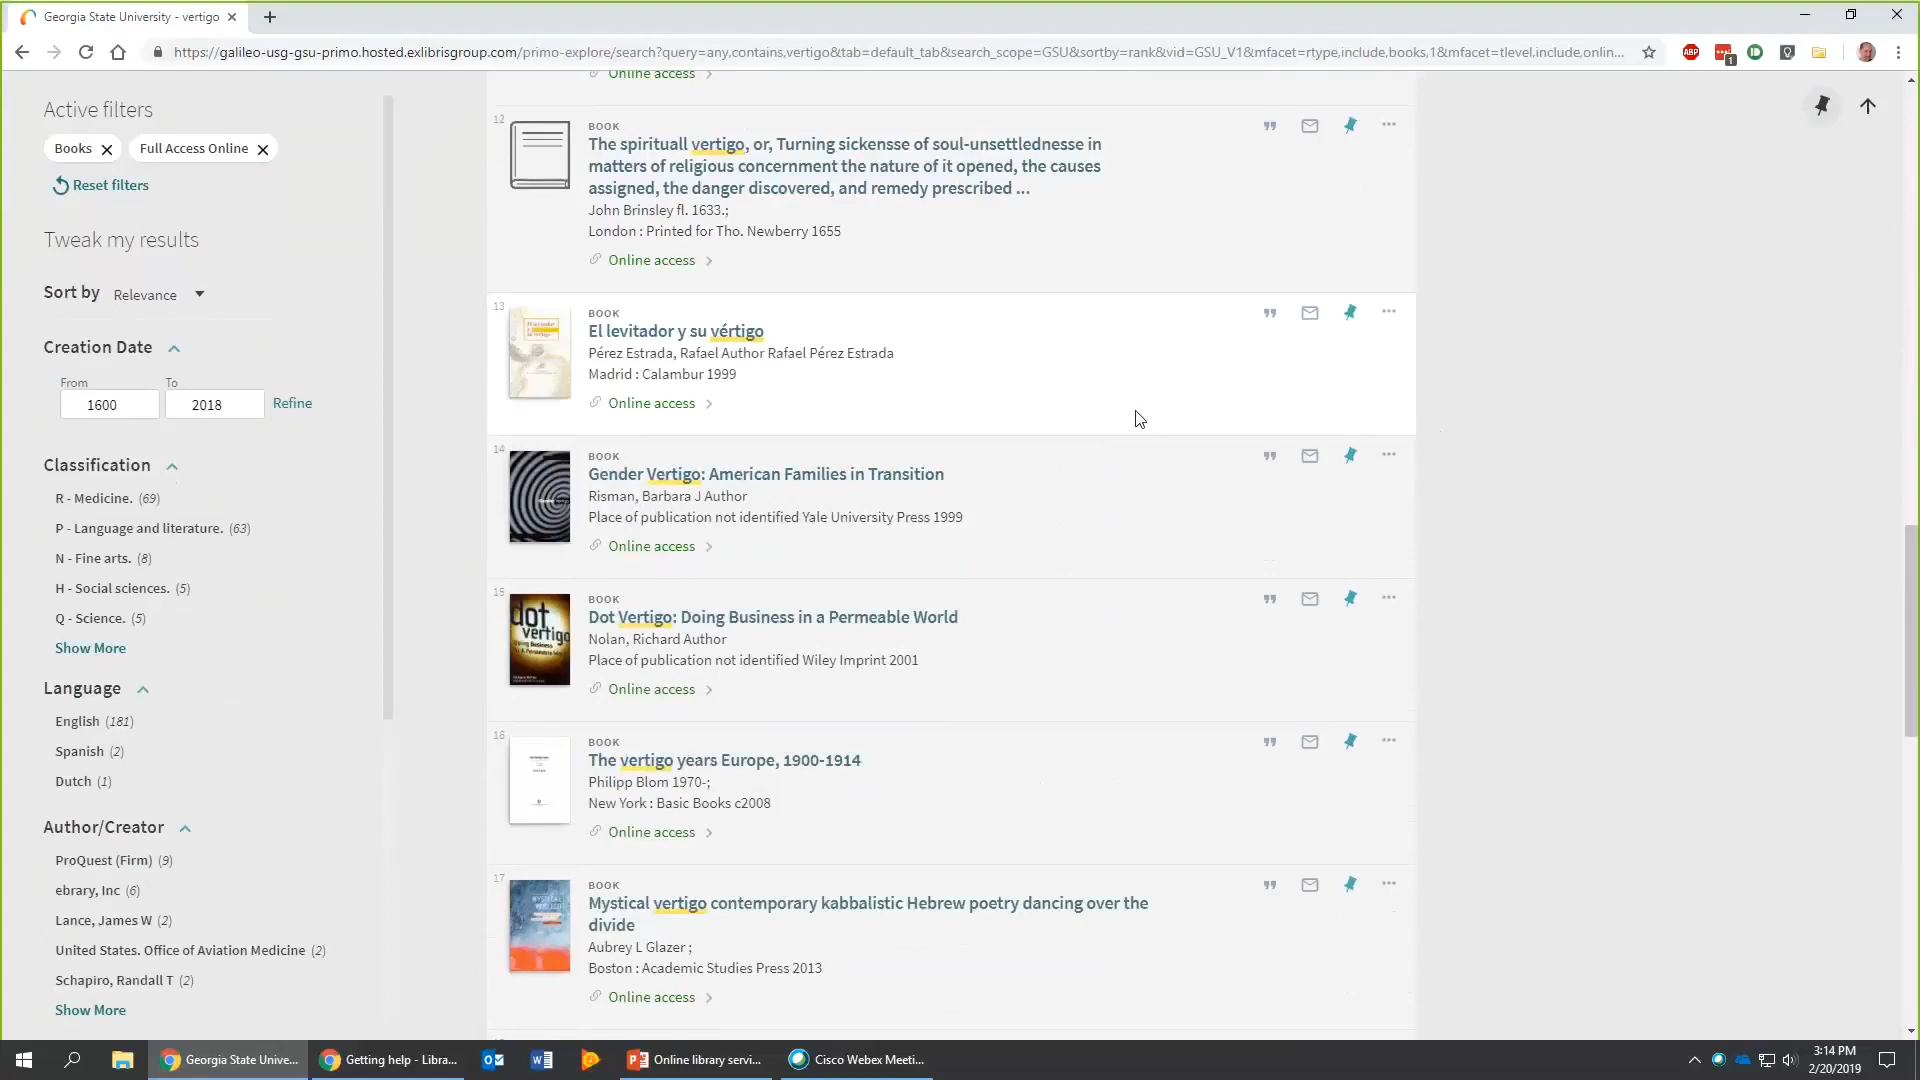 Georgia State University - vertigo
https://galileo-usg-gsu-primo.hosted.exlibrisgroup.com/primo-explore/search?query=any,contains,vertigo&tab=default_tab&search_scope=GSU&sortby=rank&vid=GSU_V1&mfacet=rtype,include,books,1&mfacet=tlevel,include,onlin...
ABP
1
Active filters
Books
Full Access Online
Reset filters
Tweak my results
Sort by Relevance
Creation Date
From To
1600 2018 Refine
Classification
R - Medicine. (69)
P - Language and literature. (63)
N - Fine arts. (8)
H - Social sciences. (5)
Q - Science. (5)
Show More
Language
English (181)
Spanish (2)
Dutch (1)
Author/Creator
ProQuest (Firm) (9)
ebrary, Inc (6)
Lance, James W (2)
United States. Office of Aviation Medicine (2)
Schapiro, Randall T (2)
Show More
Online access
12
BOOK
The spirituall vertigo, or, Turning sickensse of soul-unsettlednesse in
matters of religious concernment the nature of it opened, the causes
assigned, the danger discovered, and remedy prescribed ...
John Brinsley fl. 1633.;
London : Printed for Tho. Newberry 1655
Online access
13
BOOK
El levitador y su vértigo
Pérez Estrada, Rafael Author Rafael Pérez Estrada
Madrid : Calambur 1999
Online access
14
BOOK
Gender Vertigo: American Families in Transition
Risman, Barbara J Author
Place of publication not identified Yale University Press 1999
Online access
15
dot
vertigo
BOOK
Dot Vertigo: Doing Business in a Permeable World
Nolan, Richard Author
Place of publication not identified Wiley Imprint 2001
Online access
16
BOOK
The vertigo years Europe, 1900-1914
Philipp Blom 1970-;
New York : Basic Books c2008
Online access
17
BOOK
Mystical vertigo contemporary kabbalistic Hebrew poetry dancing over the
divide
Aubrey L Glazer ;
Boston : Academic Studies Press 2013
Online access
Georgia State Unive...
Getting help - Libra...
Online library servi...
Cisco Webex Meeti...
3:14 PM
2/20/2019